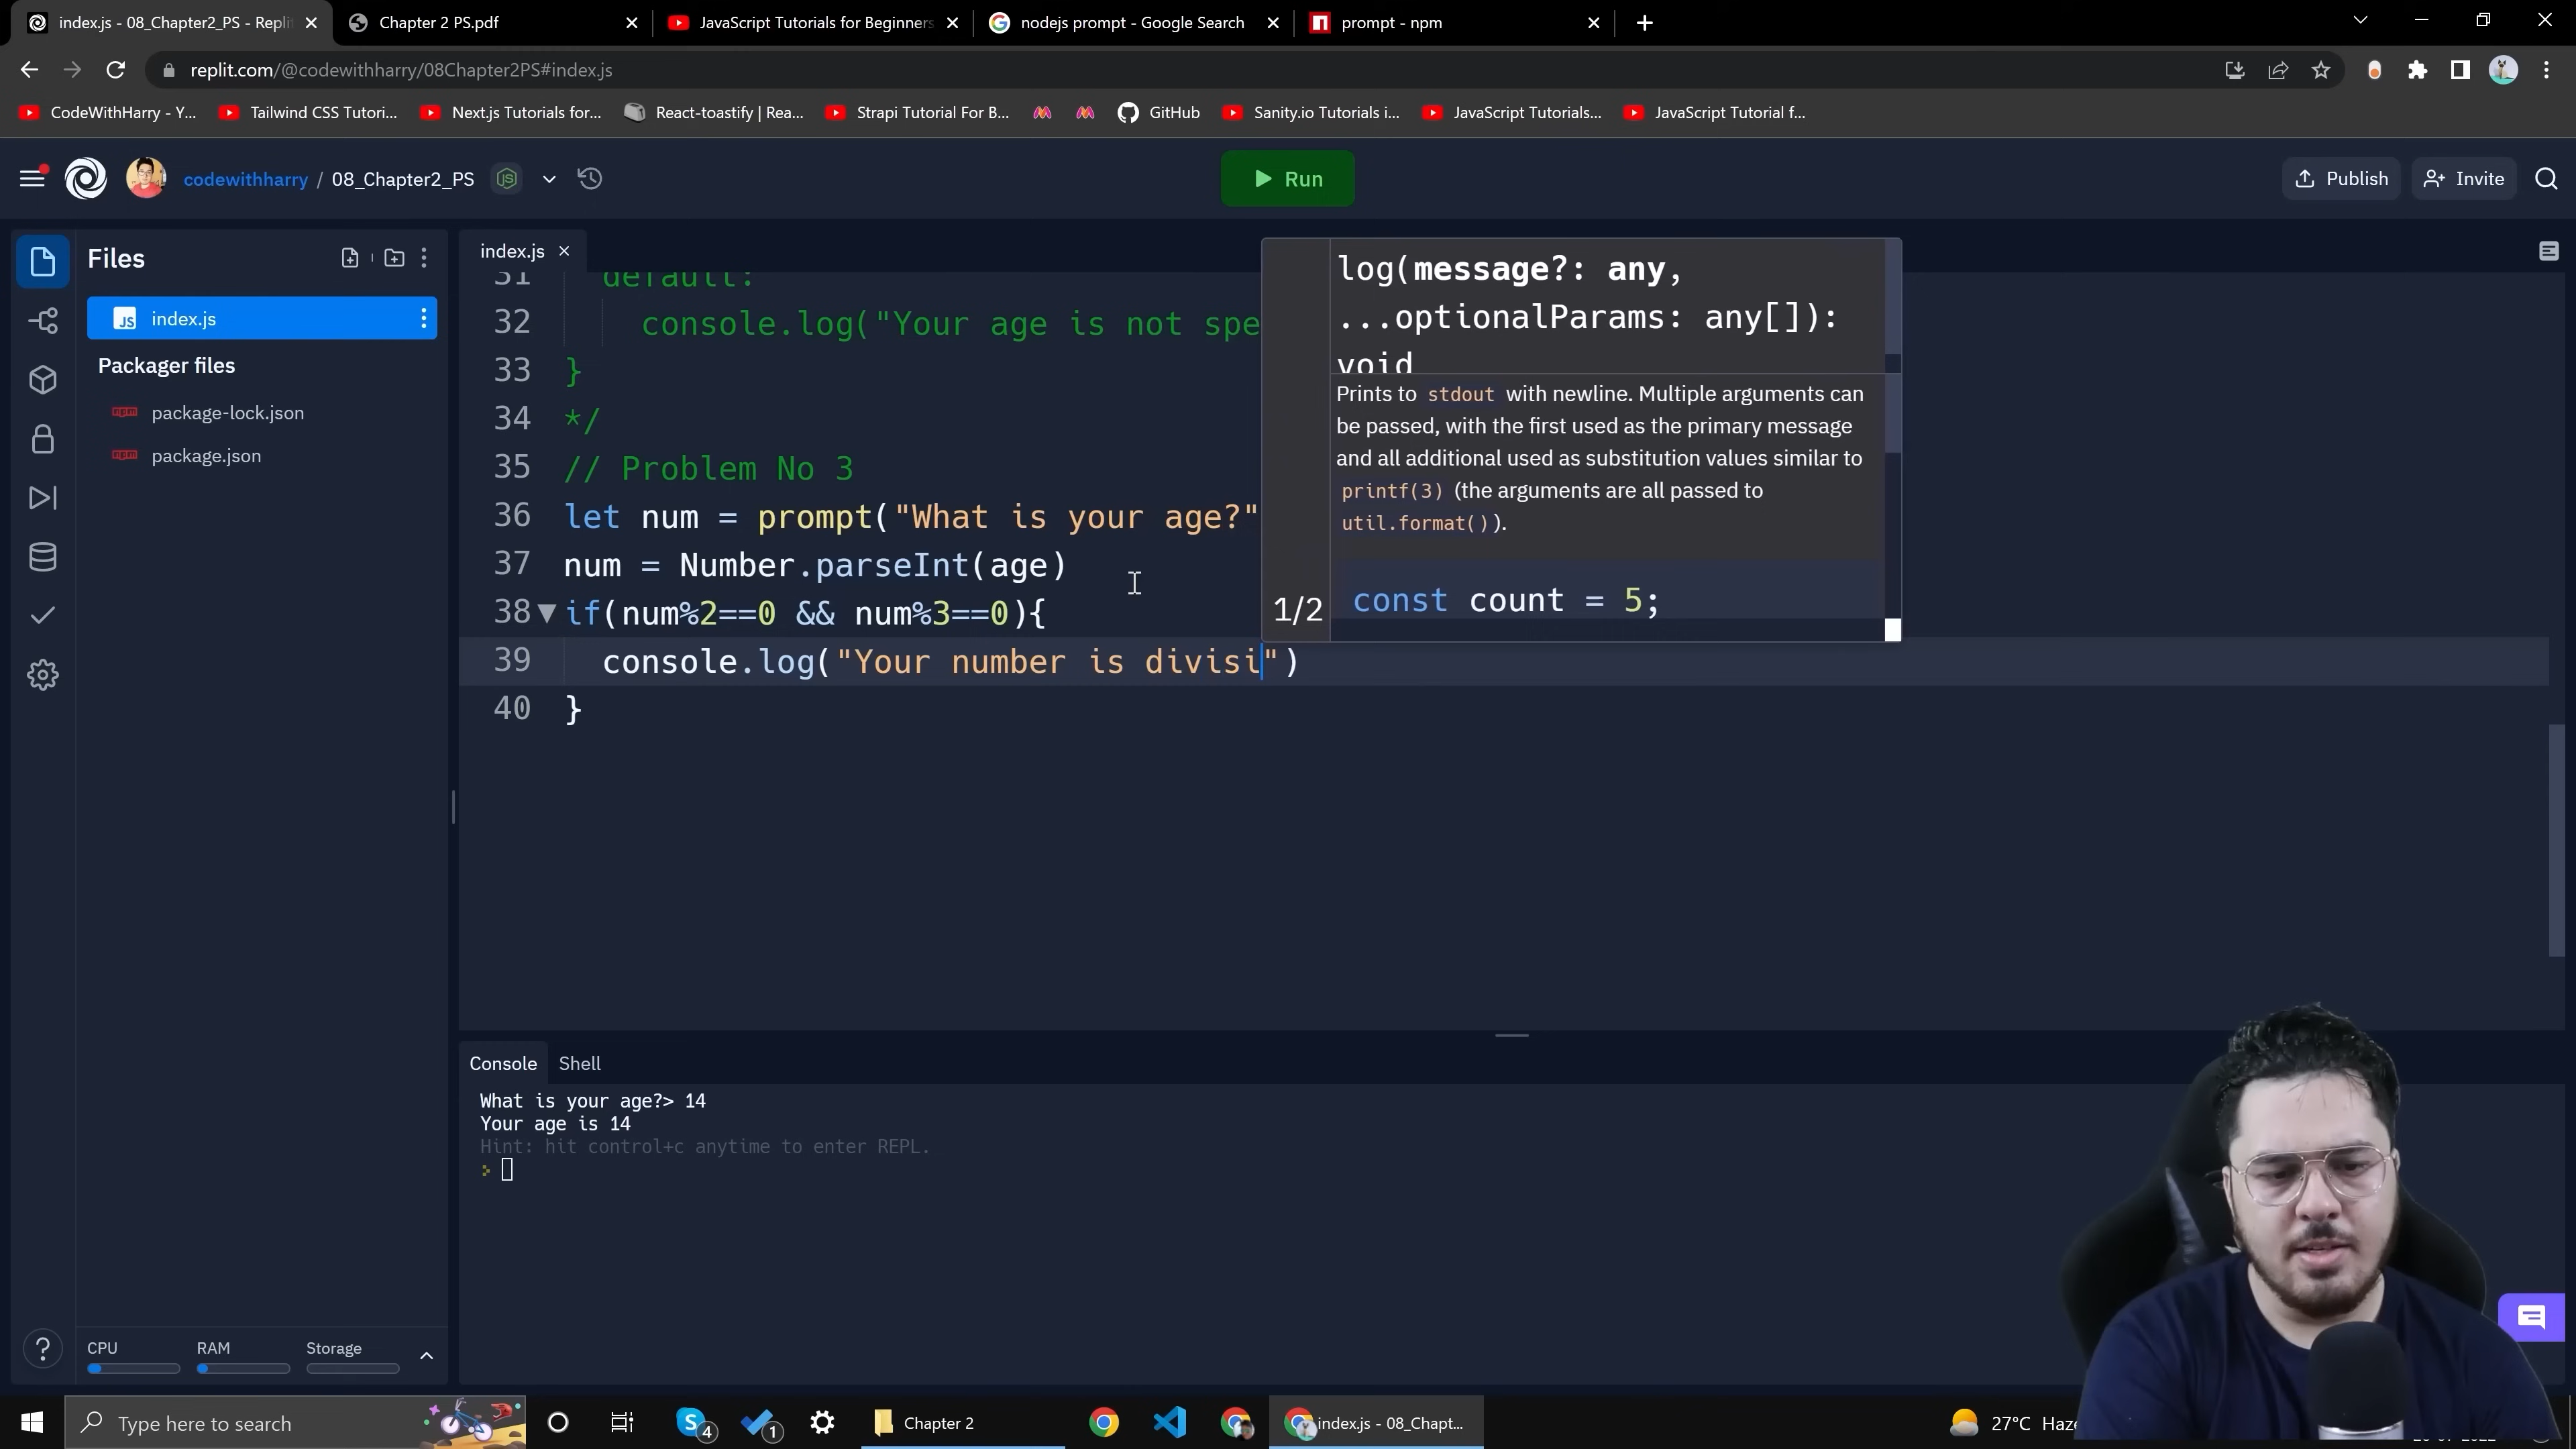 index.js - 08_Chapter2_PS - Repli
Chapter 2 PS.pdf
JavaScript Tutorials for Beginners
nodejs prompt - Google Search
prompt - npm
replit.com/@codewithharry/08Chapter2PS#index.js
CodeWithHarry - Y...
Tailwind CSS Tutori...
Next.js Tutorials for...
React-toastify | Rea...
Strapi Tutorial For B...
GitHub
Sanity.io Tutorials i...
JavaScript Tutorials...
JavaScript Tutorial f...
codewithharry / 08_Chapter2_PS
Run
Publish
Invite
Files
index.js
Packager files
package-lock.json
package.json
CPU
RAM
Storage
index.js
31 default:
32 console.log("Your age is not spe
33 }
34 */
35 // Problem No 3
36 let num = prompt("What is your age?"
37 num = Number.parseInt(age)
38 if(num%2==0 && num%3==0){
39 console.log("Your number is divisi")
40 }
log(message?: any,
...optionalParams: any[]):
void
Prints to stdout with newline. Multiple arguments can
be passed, with the first used as the primary message
and all additional used as substitution values similar to
printf(3) (the arguments are all passed to
util.format()).
1/2
const count = 5;
Console
Shell
What is your age?> 14
Your age is 14
Hint: hit control+c anytime to enter REPL.
Type here to search
4
1
Chapter 2
index.js - 08_Chapt...
27°C Haze